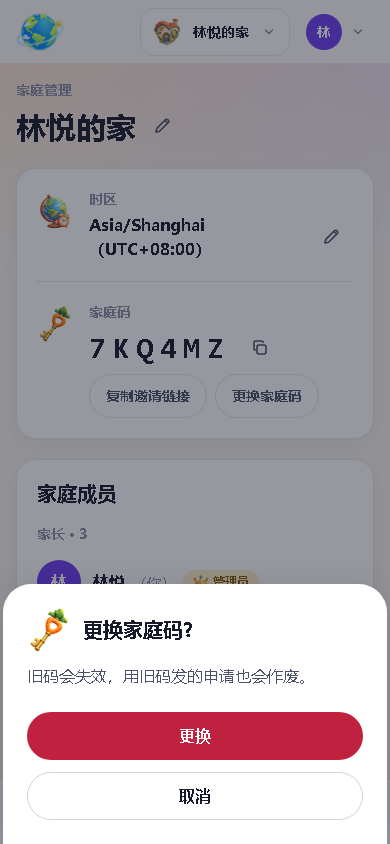 林悦的家
林
家庭管理
林悦的家
时区
Asia/Shanghai
（UTC+08:00）
家庭码
7KQ4MZ
复制邀请链接
更换家庭码
家庭成员
家长 • 3
林 林悦 （你） 管理员
更换家庭码?
旧码会失效，用旧码发的申请也会作废。
更换
取消